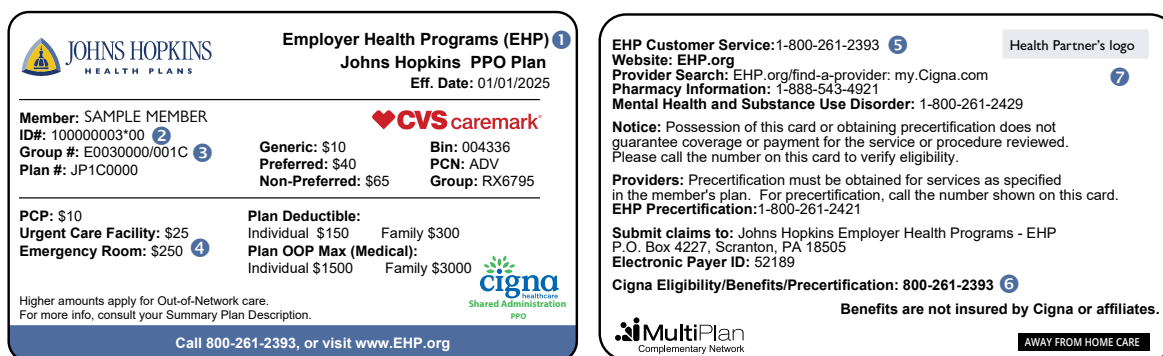 JOHNS HOPKINS
HEALTH PLANS
Employer Health Programs (EHP) 1
Johns Hopkins PPO Plan
Eff. Date: 01/01/2025
Member: SAMPLE MEMBER
ID#: 100000003*00 2
Group #: E0030000/001C 3
Plan #: JP1C0000
CVS caremark®
Generic: $10
Preferred: $40
Non-Preferred: $65
Bin: 004336
PCN: ADV
Group: RX6795
PCP: $10
Urgent Care Facility: $25
Emergency Room: $250 4
Plan Deductible:
Individual $150 Family $300
Plan OOP Max (Medical):
Individual $1500 Family $3000
cigna
healthcare
Shared Administration
PPO
Higher amounts apply for Out-of-Network care.
For more info, consult your Summary Plan Description.
Call 800-261-2393, or visit www.EHP.org
EHP Customer Service:1-800-261-2393 5
Website: EHP.org
Provider Search: EHP.org/find-a-provider: my.Cigna.com
Pharmacy Information: 1-888-543-4921
Mental Health and Substance Use Disorder: 1-800-261-2429
Health Partner's logo
7
Notice: Possession of this card or obtaining precertification does not
guarantee coverage or payment for the service or procedure reviewed.
Please call the number on this card to verify eligibility.
Providers: Precertification must be obtained for services as specified
in the member's plan. For precertification, call the number shown on this card.
EHP Precertification:1-800-261-2421
Submit claims to: Johns Hopkins Employer Health Programs - EHP
P.O. Box 4227, Scranton, PA 18505
Electronic Payer ID: 52189
Cigna Eligibility/Benefits/Precertification: 800-261-2393 6
Benefits are not insured by Cigna or affiliates.
MultiPlan
Complementary Network
AWAY FROM HOME CARE